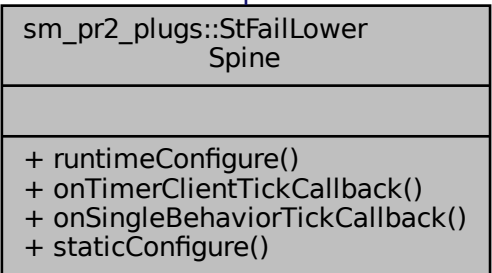 sm_pr2_plugs::StFailLower
Spine
+ runtimeConfigure()
+ onTimerClientTickCallback()
+ onSingleBehaviorTickCallback()
+ staticConfigure()